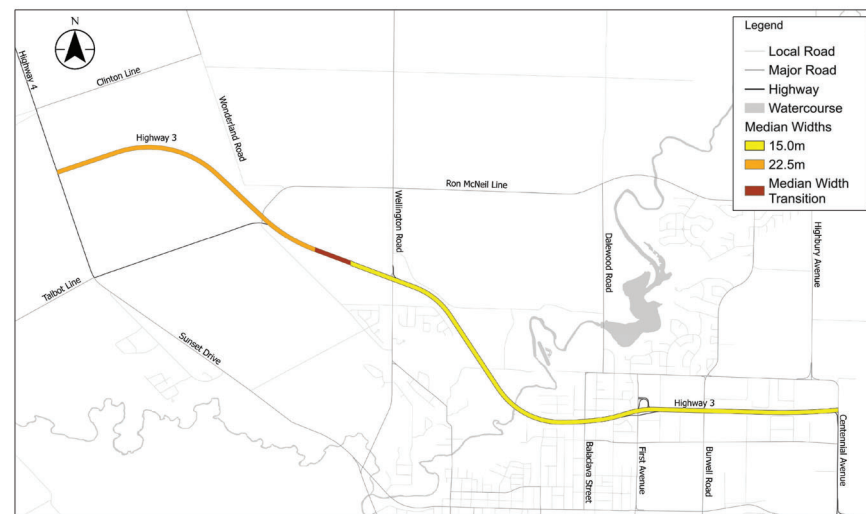 N
Highway 4
Clinton Line
Wonderland Road
Highway 3
Ron McNeil Line
Wellington Road
Dalewood Road
Highbury Avenue
Talbot Line
Sunset Drive
Highway 3
Balaclava Street
First Avenue
Burwell Road
Centennial Avenue
Legend
Local Road
Major Road
Highway
Watercourse
Median Widths
15.0m
22.5m
Median Width
Transition